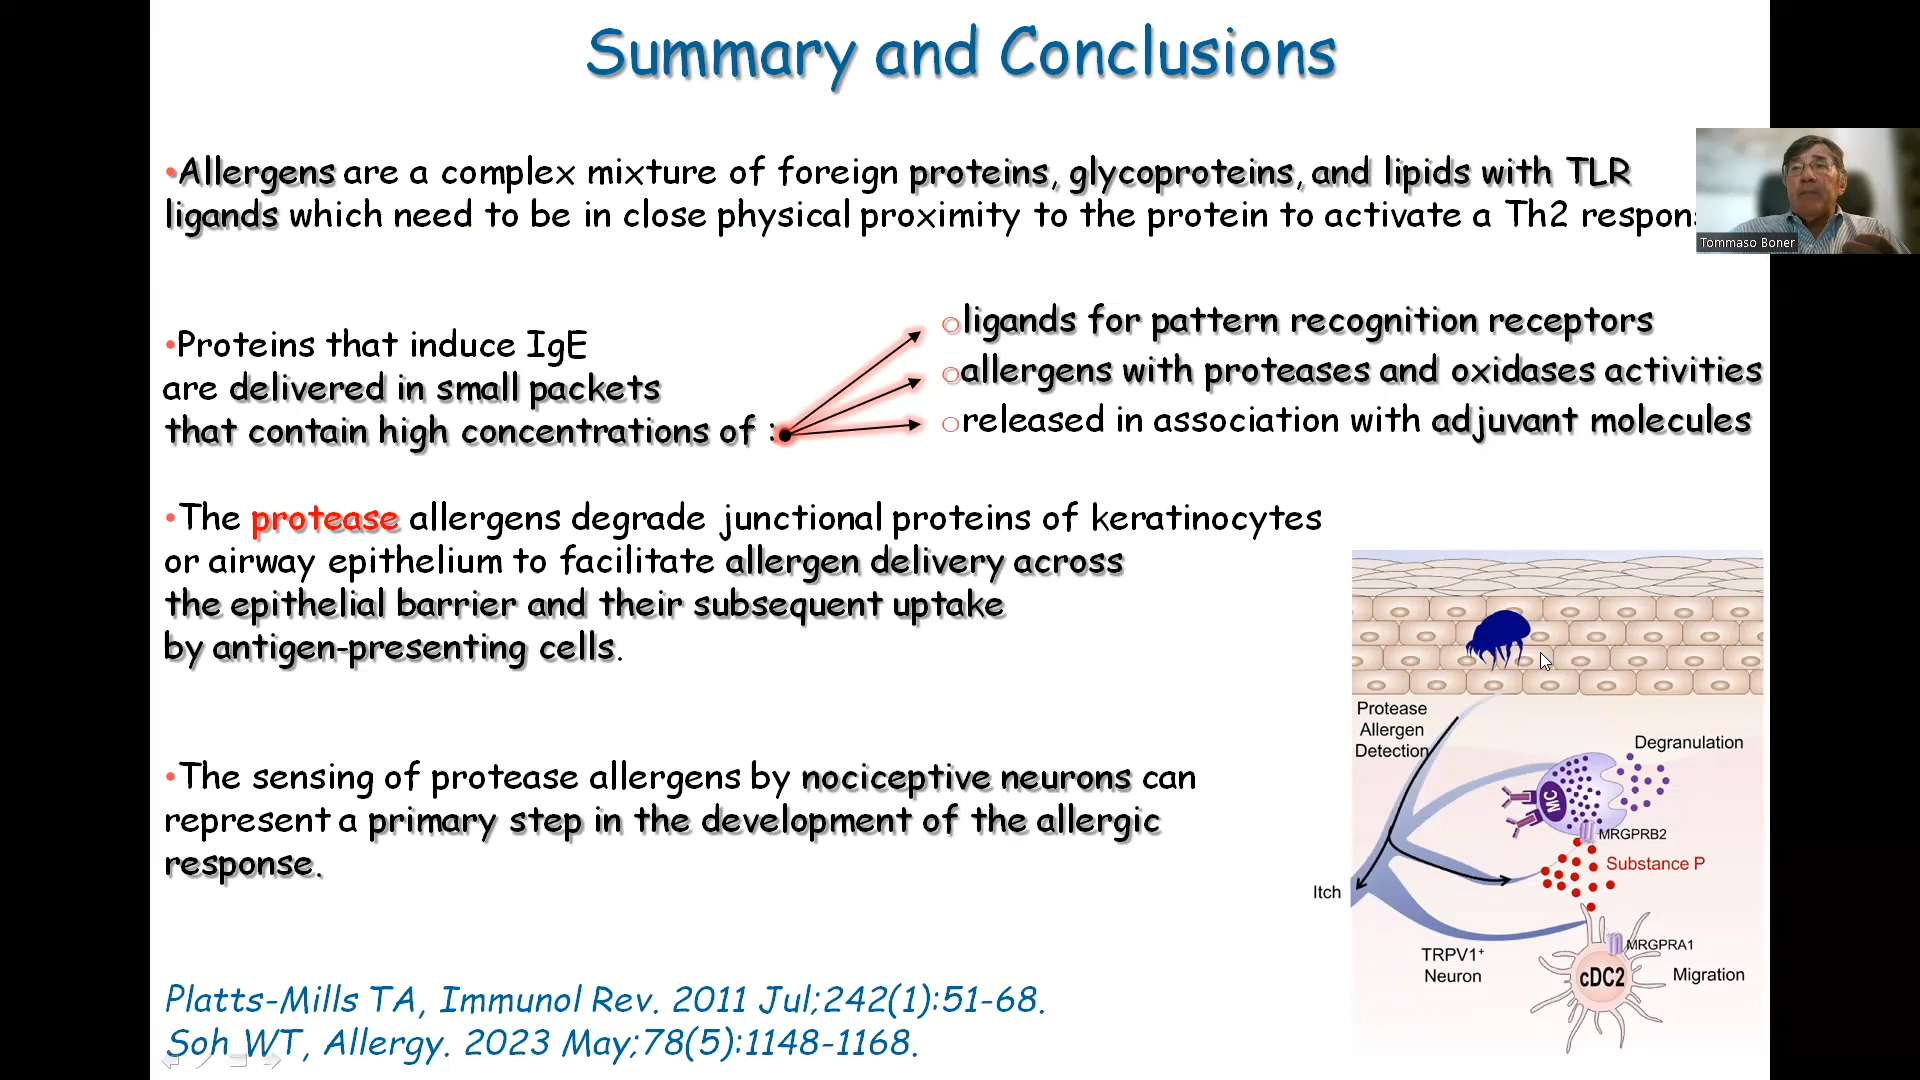 Summary and Conclusions
•Allergens are a complex mixture of foreign proteins, glycoproteins, and lipids with TLR
ligands which need to be in close physical proximity to the protein to activate a Th2
Tommaso Boner
•Proteins that induce IgE
are delivered in small packets
that contain high concentrations of :
oligands for pattern recognition receptors
oallergens with proteases and oxidases activities
oreleased in association with adjuvant molecules
•The protease allergens degrade junctional proteins of keratinocytes
or airway epithelium to facilitate allergen delivery across
the epithelial barrier and their subsequent uptake
by antigen-presenting cells.
•The sensing of protease allergens by nociceptive neurons can
represent a primary step in the development of the allergic
response.
Protease
Allergen
Detection
Degranulation
MC
MRGPRB2
Substance P
Itch
MRGPRA1
TRPV1⁺
Neuron
cDC2
Migration
Platts-Mills TA, Immunol Rev. 2011 Jul;242(1):51-68.
Soh WT, Allergy. 2023 May;78(5):1148-1168.